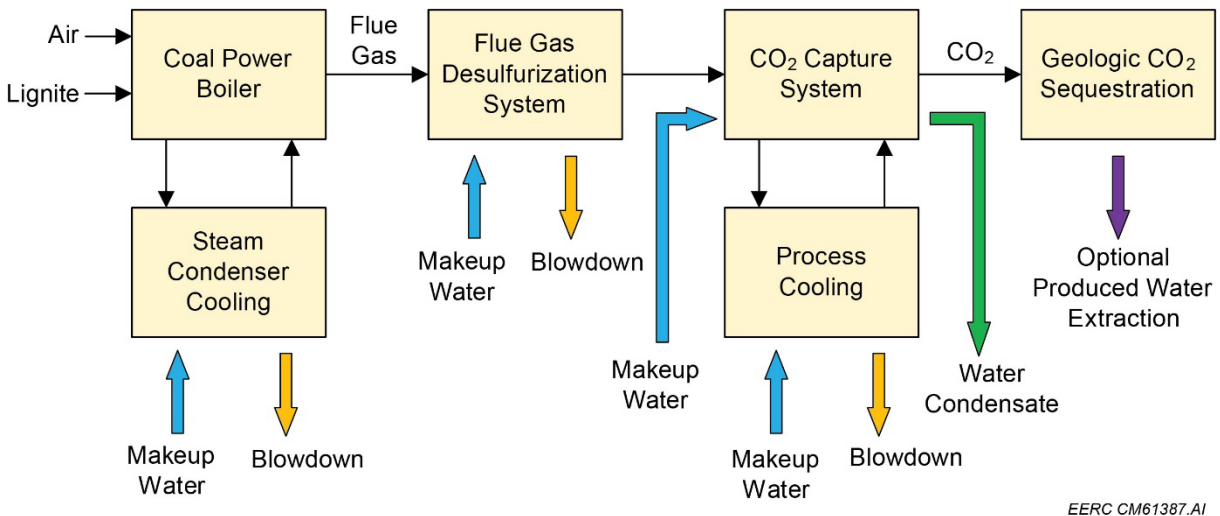 Air
Lignite
Coal Power
Boiler
Flue
Gas
Flue Gas
Desulfurization
System
CO₂ Capture
System
CO₂
Geologic CO₂
Sequestration
Steam
Condenser
Cooling
Makeup
Water
Blowdown
Process
Cooling
Optional
Produced Water
Extraction
Makeup
Water
Water
Condensate
Makeup
Water
Blowdown
Makeup
Water
Blowdown
EERC CM61387.AI